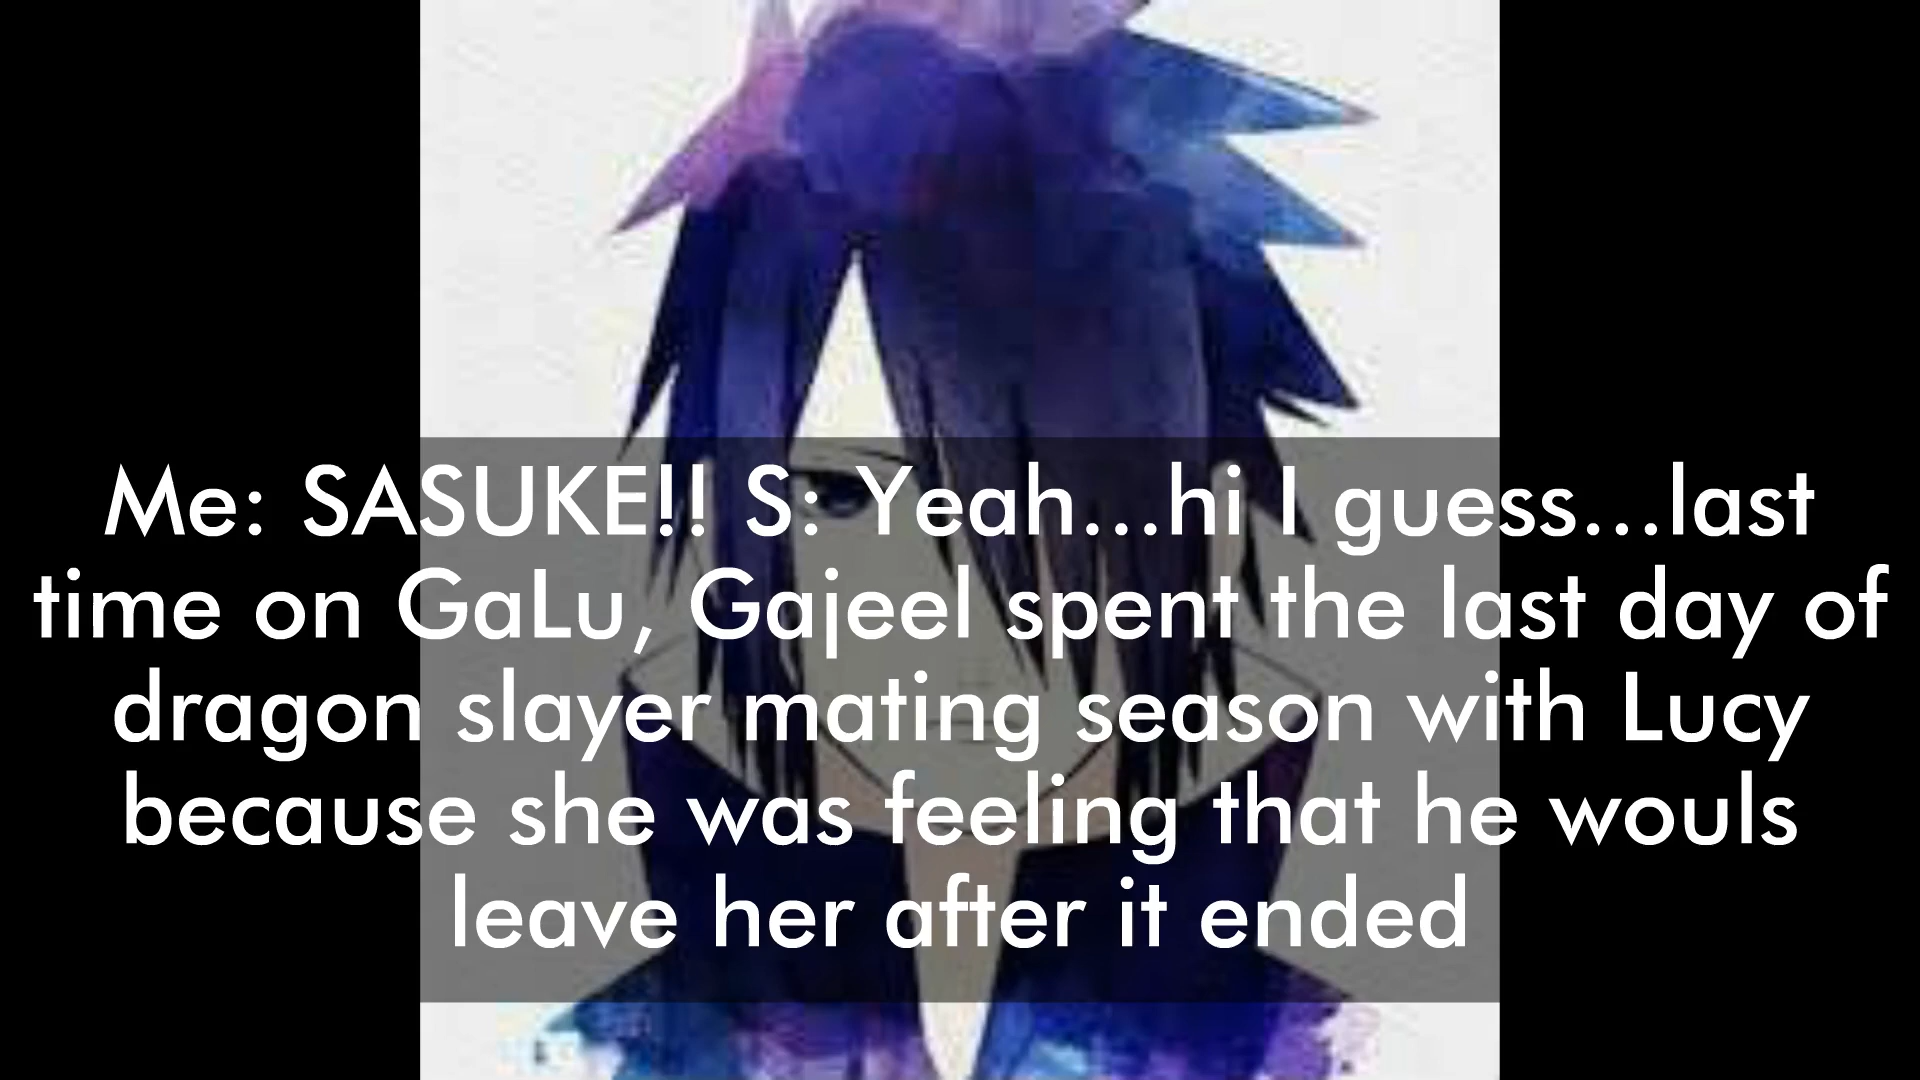 Me: SASUKE!! S: Yeah...hi I guess...last
time on GaLu, Gajeel spent the last day of
dragon slayer mating season with Lucy
because she was feeling that he wouls
leave her after it ended